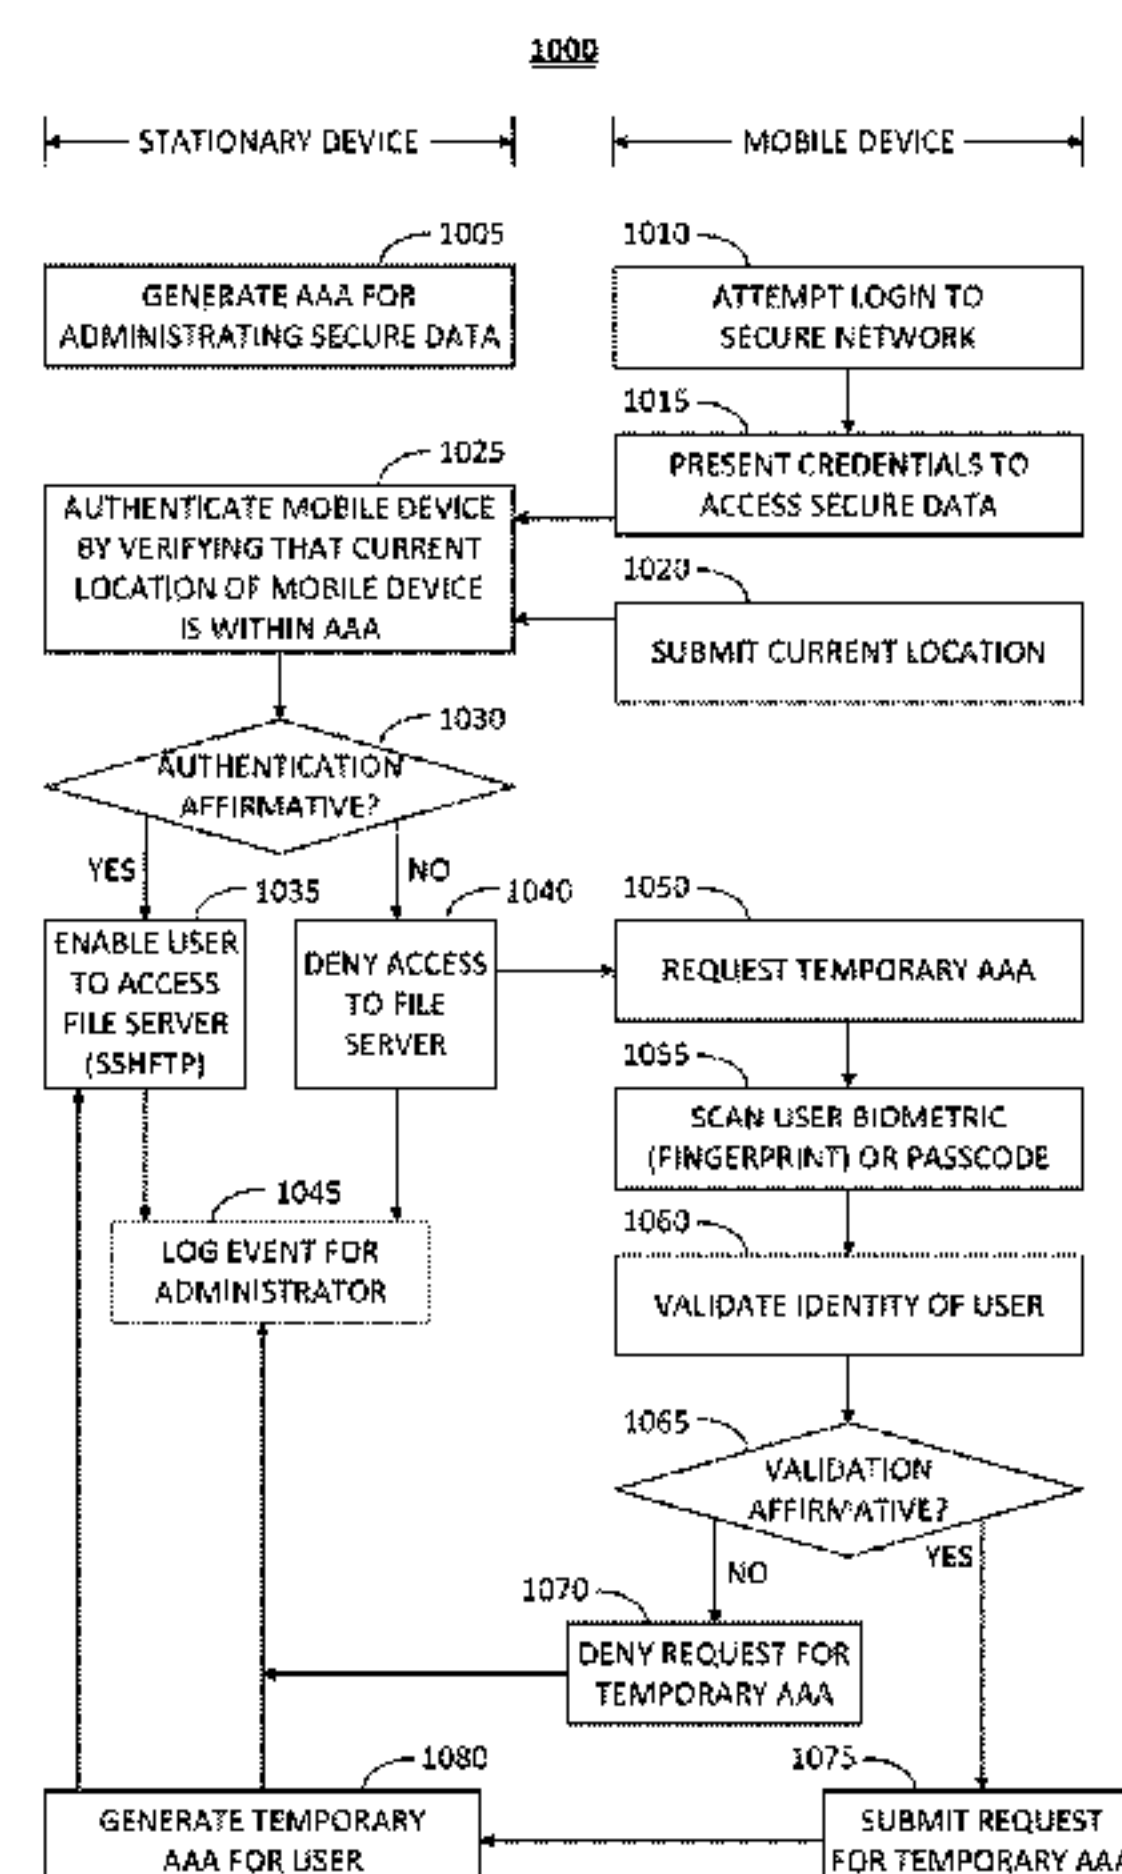 1000
STATIONARY DEVICE
MOBILE DEVICE
1005
GENERATE AAA FOR
ADMINISTRATING SECURE DATA
1010
ATTEMPT LOGIN TO
SECURE NETWORK
1015
PRESENT CREDENTIALS TO
ACCESS SECURE DATA
1020
SUBMIT CURRENT LOCATION
1025
AUTHENTICATE MOBILE DEVICE
BY VERIFYING THAT CURRENT
LOCATION OF MOBILE DEVICE
IS WITHIN AAA
1030
AUTHENTICATION
AFFIRMATIVE?
YES
NO
1035
ENABLE USER
TO ACCESS
FILE SERVER
(SSHFTP)
1040
DENY ACCESS
TO FILE
SERVER
1045
LOG EVENT FOR
ADMINISTRATOR
1050
REQUEST TEMPORARY AAA
1055
SCAN USER BIOMETRIC
(FINGERPRINT) OR PASSCODE
1060
VALIDATE IDENTITY OF USER
1065
VALIDATION
AFFIRMATIVE?
NO
YES
1070
DENY REQUEST FOR
TEMPORARY AAA
1075
SUBMIT REQUEST
FOR TEMPORARY AAA
1080
GENERATE TEMPORARY
AAA FOR USER